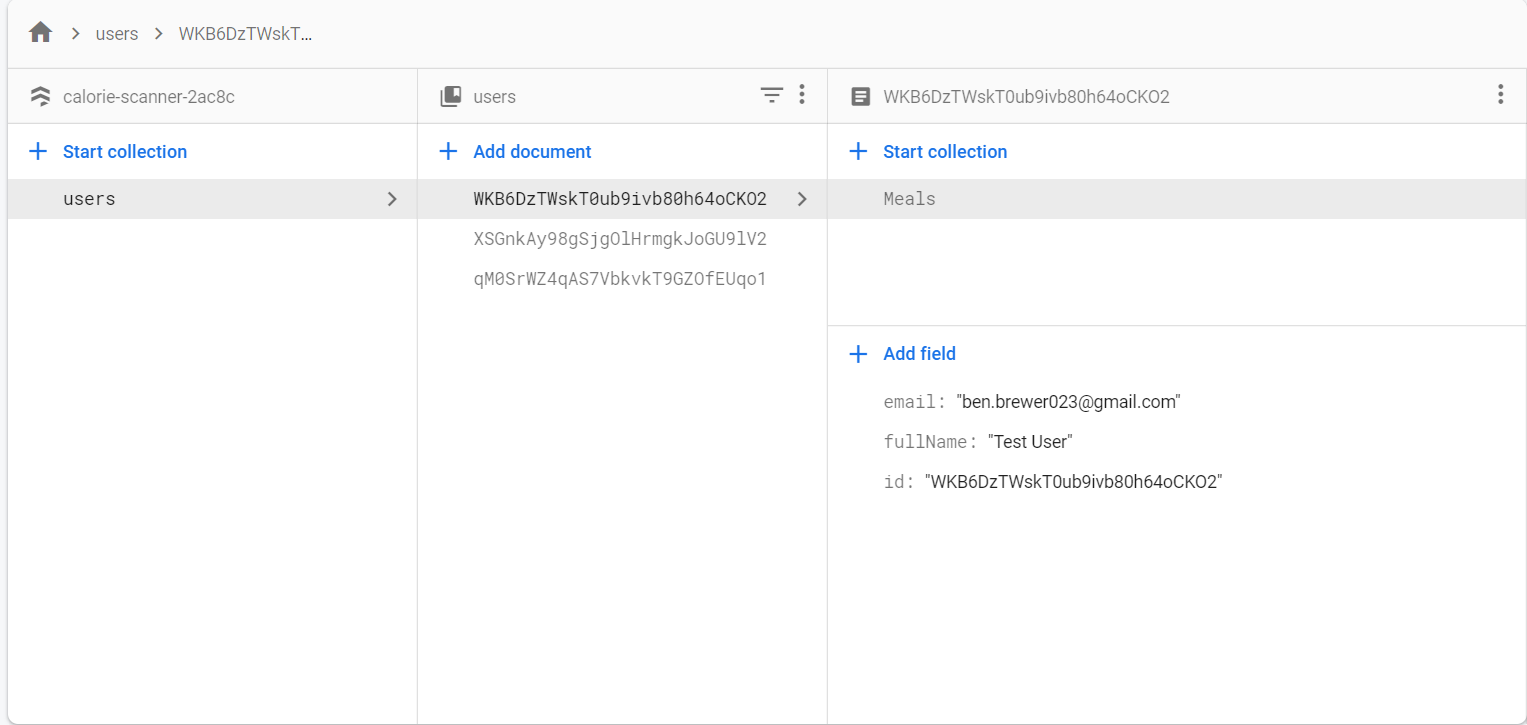 users
WKB6DzTWskT...
calorie-scanner-2ac8c
users
WKB6DzTWskT0ub9ivb80h64oCKO2
Start collection
Add document
Start collection
users
WKB6DzTWskT0ub9ivb80h64oCKO2
Meals
XSGnkAy98gSjgOlHrmgkJoGU9lV2
qM0SrWZ4qAS7VbkvkT9GZOfEUqo1
Add field
email: "ben.brewer023@gmail.com"
fullName: "Test User"
id: "WKB6DzTWskT0ub9ivb80h64oCKO2"